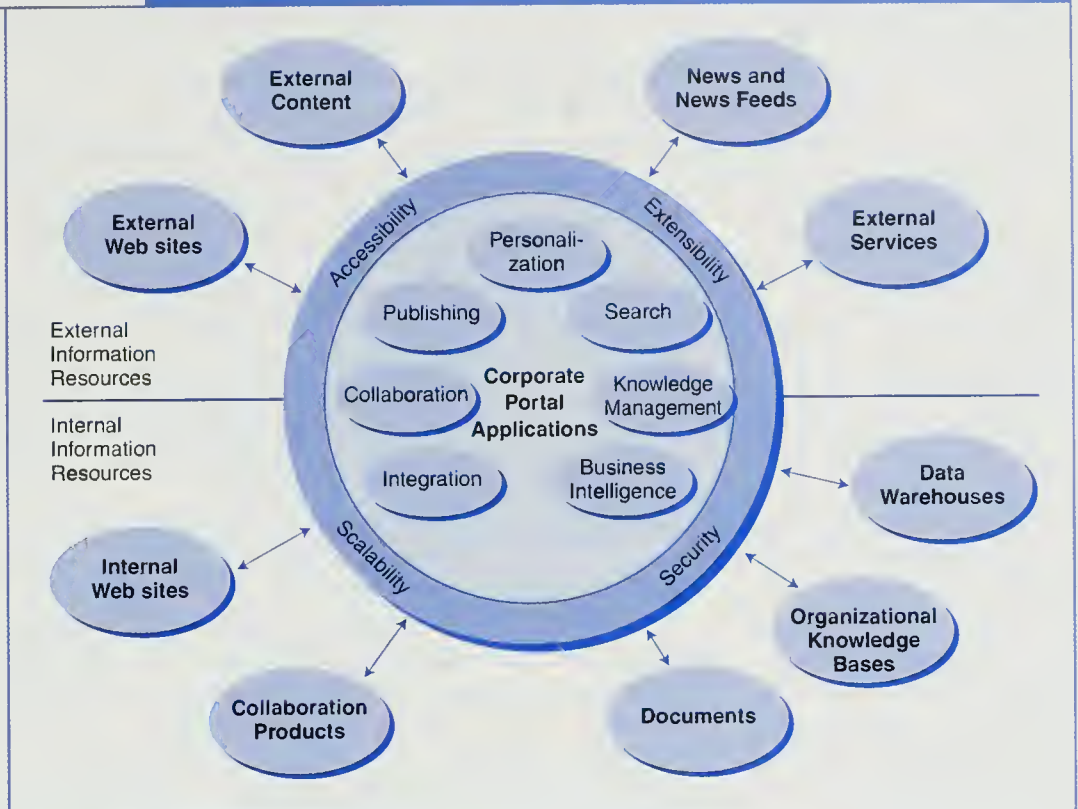 External
Content
News and
News Feeds
External
Web sites
External
Services
Accessibility
Extensibility
Personali-
zation
Publishing
Search
External
Information
Resources
Collaboration
Corporate
Portal
Applications
Knowledge
Management
Internal
Information
Resources
Integration
Business
Intelligence
Data
Warehouses
Scalability
Security
Internal
Web sites
Organizational
Knowledge
Bases
Collaboration
Products
Documents